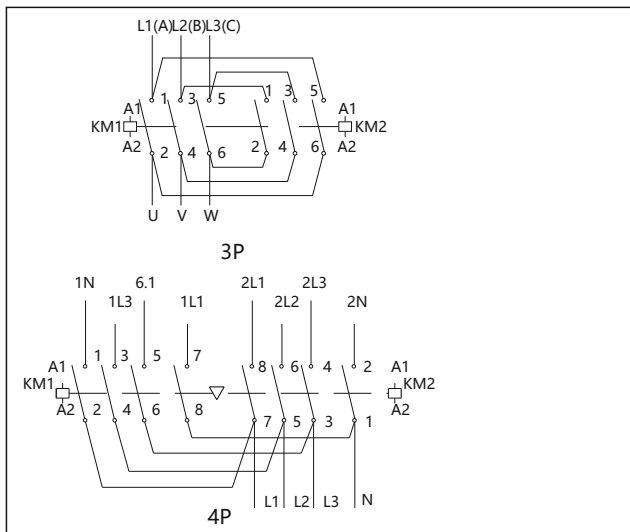 L1(A)L2(B)L3(C)
1 3 5 1 3 5
A1 A1
KM1 KM2
A2 A2
2 4 6 2 4 6
U V W
3P
1N 6.1 2L1 2L3
1L3 1L1 2L2 2N
A1 1 3 5 7 8 6 4 2 A1
KM1 KM2
A2 2 4 6 8 7 5 3 1 A2
L1 L2 L3 N
4P